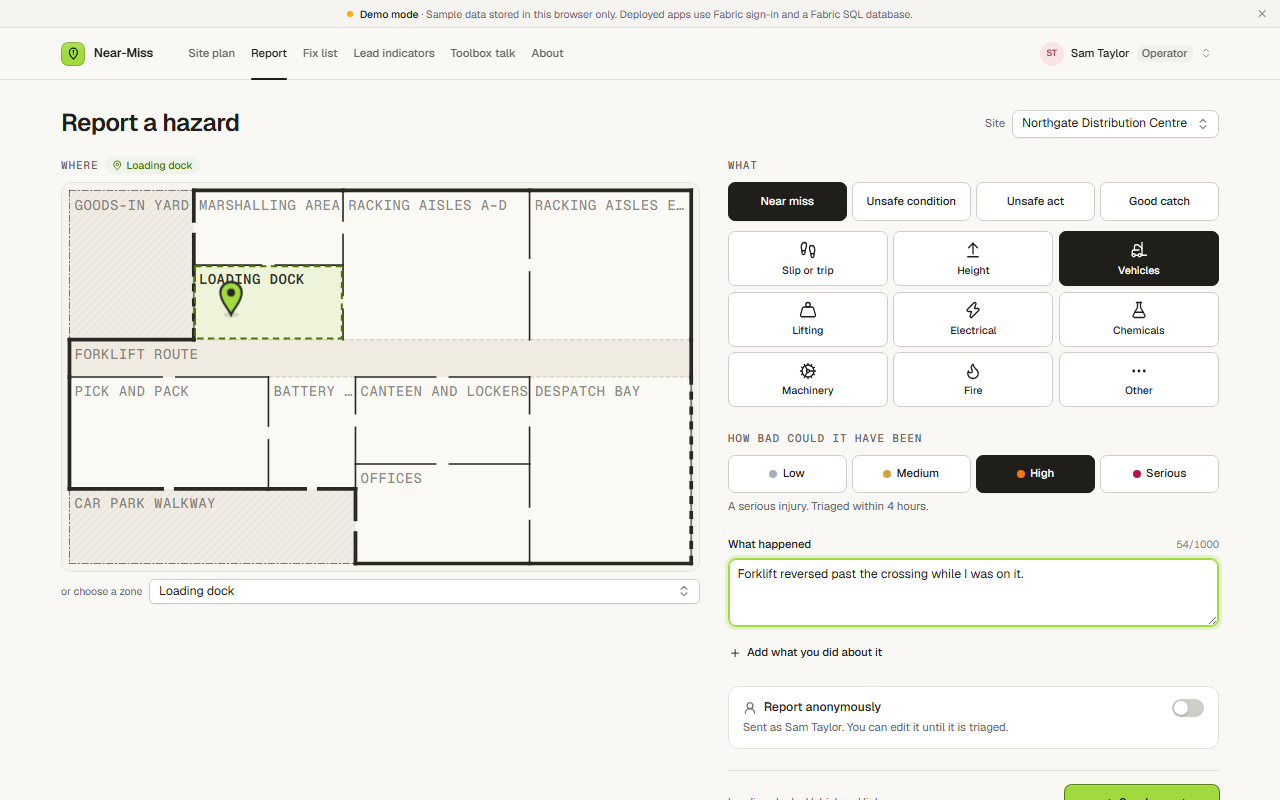 Demo mode · Sample data stored in this browser only. Deployed apps use Fabric sign-in and a Fabric SQL database.
Near-Miss
Site plan
Report
Fix list
Lead indicators
Toolbox talk
About
ST
Sam Taylor
Operator
Report a hazard
Site
Northgate Distribution Centre
WHERE
Loading dock
GOODS-IN YARD
MARSHALLING AREA
RACKING AISLES A-D
RACKING AISLES E…
LOADING DOCK
FORKLIFT ROUTE
PICK AND PACK
BATTERY …
CANTEEN AND LOCKERS
DESPATCH BAY
OFFICES
CAR PARK WALKWAY
or choose a zone
Loading dock
WHAT
Near miss
Unsafe condition
Unsafe act
Good catch
Slip or trip
Height
Vehicles
Lifting
Electrical
Chemicals
Machinery
Fire
Other
HOW BAD COULD IT HAVE BEEN
Low
Medium
High
Serious
A serious injury. Triaged within 4 hours.
What happened
54/1000
Forklift reversed past the crossing while I was on it.
Add what you did about it
Report anonymously
Sent as Sam Taylor. You can edit it until it is triaged.